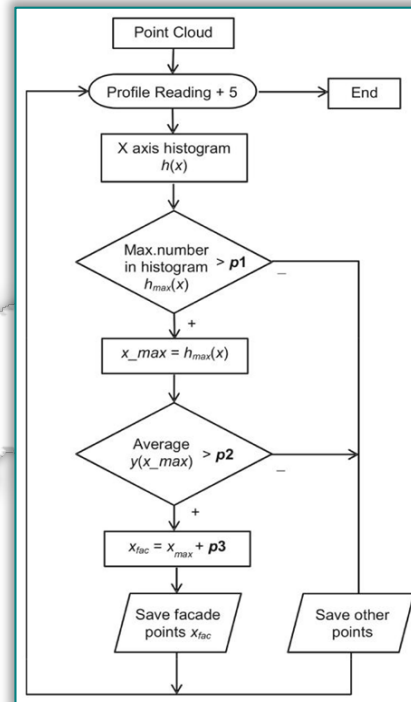 Point Cloud
Profile Reading + 5
End
X axis histogram
h(x)
Max.number
in histogram > p1
hmax(x)
_
+
x_max = hmax(x)
Average
y(x_max) > p2
_
+
xfac = xmax + p3
Save facade
points xfac
Save other
points